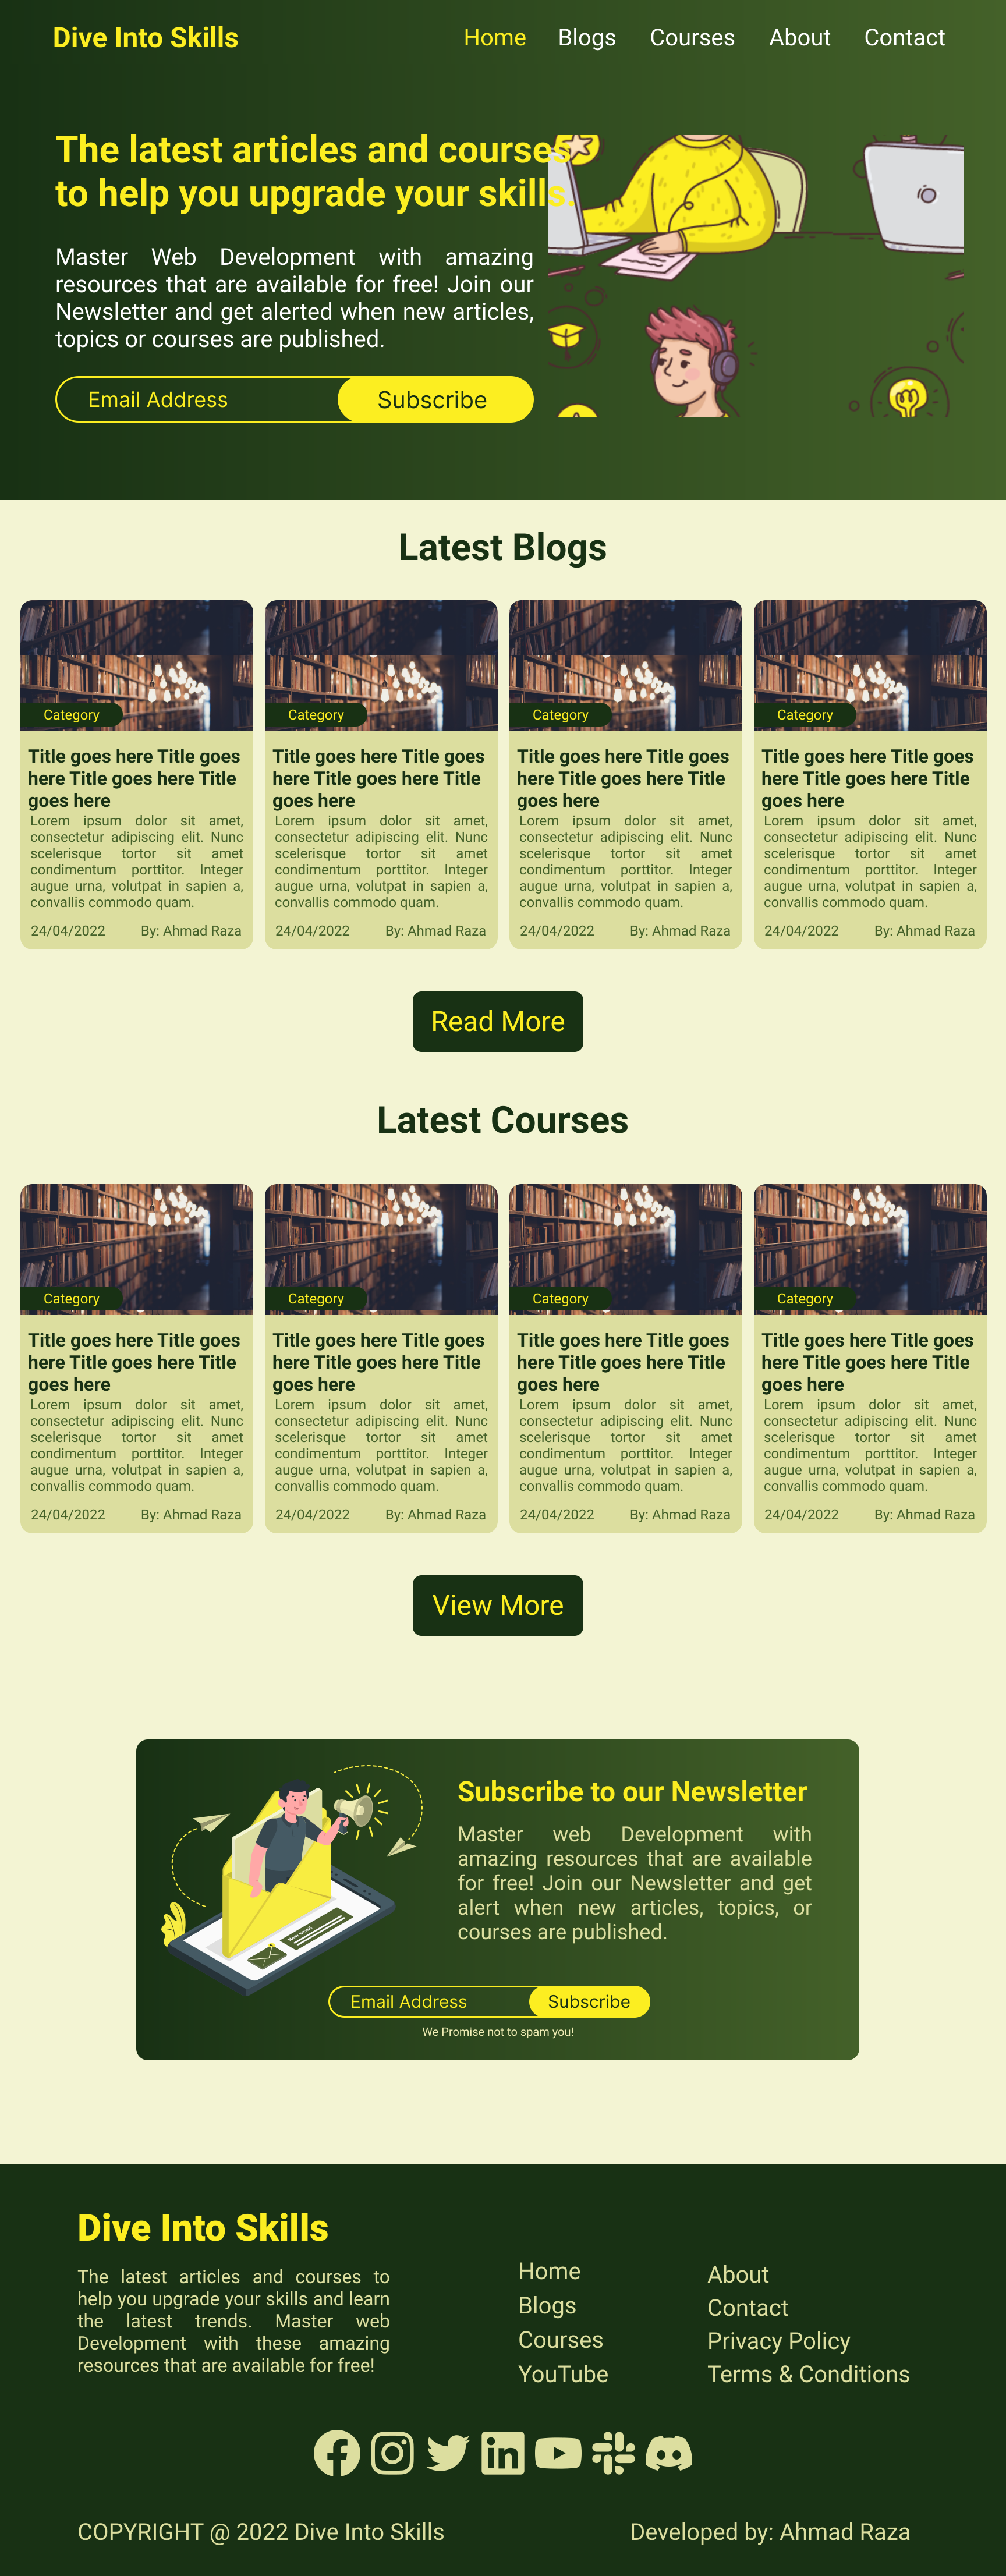 Dive Into Skills
Home Blogs Courses About Contact
The latest articles and courses
to help you upgrade your skills.
Master Web Development with amazing
resources that are available for free! Join our
Newsletter and get alerted when new articles,
topics or courses are published.
Email Address Subscribe
Latest Blogs
Category
Title goes here Title goes
here Title goes here Title
goes here
Lorem ipsum dolor sit amet,
consectetur adipiscing elit. Nunc
scelerisque tortor sit amet
condimentum porttitor. Integer
augue urna, volutpat in sapien a,
convallis commodo quam.
24/04/2022 By: Ahmad Raza
Category
Title goes here Title goes
here Title goes here Title
goes here
Lorem ipsum dolor sit amet,
consectetur adipiscing elit. Nunc
scelerisque tortor sit amet
condimentum porttitor. Integer
augue urna, volutpat in sapien a,
convallis commodo quam.
24/04/2022 By: Ahmad Raza
Category
Title goes here Title goes
here Title goes here Title
goes here
Lorem ipsum dolor sit amet,
consectetur adipiscing elit. Nunc
scelerisque tortor sit amet
condimentum porttitor. Integer
augue urna, volutpat in sapien a,
convallis commodo quam.
24/04/2022 By: Ahmad Raza
Category
Title goes here Title goes
here Title goes here Title
goes here
Lorem ipsum dolor sit amet,
consectetur adipiscing elit. Nunc
scelerisque tortor sit amet
condimentum porttitor. Integer
augue urna, volutpat in sapien a,
convallis commodo quam.
24/04/2022 By: Ahmad Raza
Read More
Latest Courses
Category
Title goes here Title goes
here Title goes here Title
goes here
Lorem ipsum dolor sit amet,
consectetur adipiscing elit. Nunc
scelerisque tortor sit amet
condimentum porttitor. Integer
augue urna, volutpat in sapien a,
convallis commodo quam.
24/04/2022 By: Ahmad Raza
Category
Title goes here Title goes
here Title goes here Title
goes here
Lorem ipsum dolor sit amet,
consectetur adipiscing elit. Nunc
scelerisque tortor sit amet
condimentum porttitor. Integer
augue urna, volutpat in sapien a,
convallis commodo quam.
24/04/2022 By: Ahmad Raza
Category
Title goes here Title goes
here Title goes here Title
goes here
Lorem ipsum dolor sit amet,
consectetur adipiscing elit. Nunc
scelerisque tortor sit amet
condimentum porttitor. Integer
augue urna, volutpat in sapien a,
convallis commodo quam.
24/04/2022 By: Ahmad Raza
Category
Title goes here Title goes
here Title goes here Title
goes here
Lorem ipsum dolor sit amet,
consectetur adipiscing elit. Nunc
scelerisque tortor sit amet
condimentum porttitor. Integer
augue urna, volutpat in sapien a,
convallis commodo quam.
24/04/2022 By: Ahmad Raza
View More
Subscribe to our Newsletter
Master web Development with
amazing resources that are available
for free! Join our Newsletter and get
alert when new articles, topics, or
courses are published.
New email
Email Address Subscribe
We Promise not to spam you!
Dive Into Skills
The latest articles and courses to
help you upgrade your skills and learn
the latest trends. Master web
Development with these amazing
resources that are available for free!
Home
Blogs
Courses
YouTube
About
Contact
Privacy Policy
Terms & Conditions
COPYRIGHT @ 2022 Dive Into Skills
Developed by: Ahmad Raza